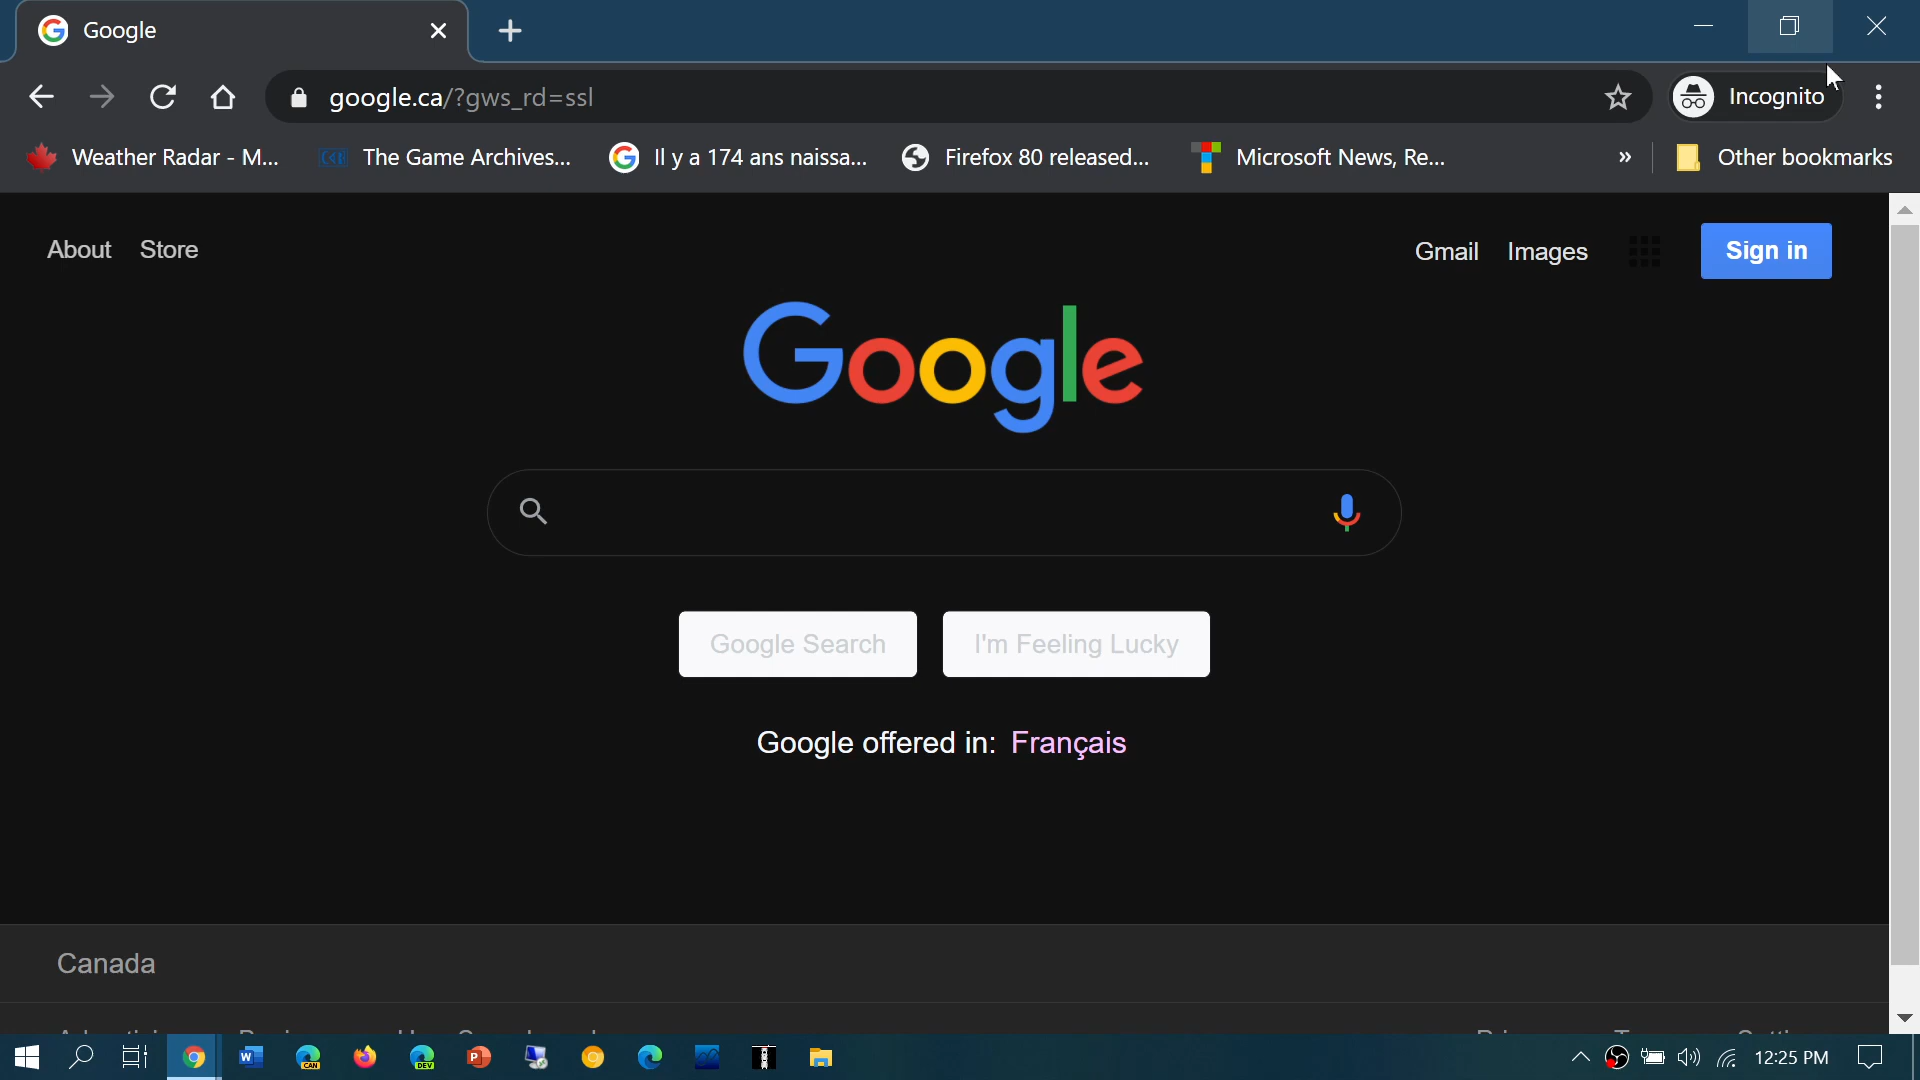 Google
google.ca/?gws_rd=ssl
Incognito
Weather Radar - M...
The Game Archives...
Il y a 174 ans naissa...
Firefox 80 released...
Microsoft News, Re...
»
Other bookmarks
About Store
Gmail Images
Sign in
Google
Google Search
I'm Feeling Lucky
Google offered in: Français
Canada
W
CAN
DEV
P
12:25 PM